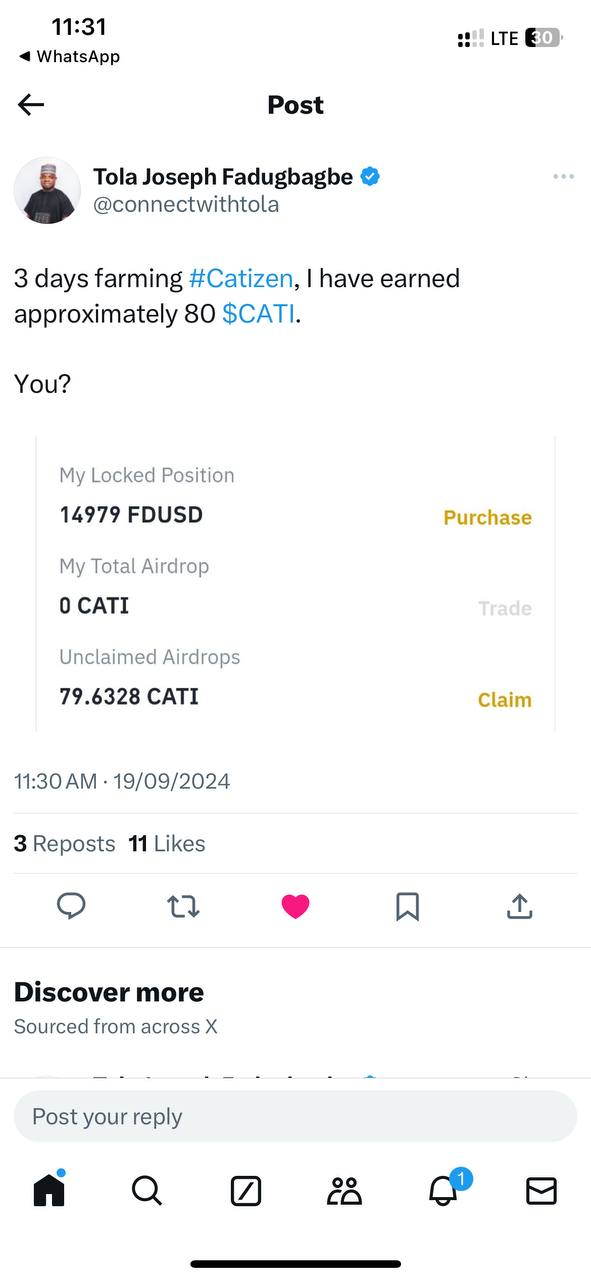 11:31
LTE 30
◀ WhatsApp
Post
Tola Joseph Fadugbagbe
@connectwithtola
3 days farming #Catizen, I have earned
approximately 80 $CATI.
You?
My Locked Position
14979 FDUSD
Purchase
My Total Airdrop
0 CATI
Trade
Unclaimed Airdrops
79.6328 CATI
Claim
11:30 AM · 19/09/2024
3 Reposts 11 Likes
Discover more
Sourced from across X
Post your reply
1